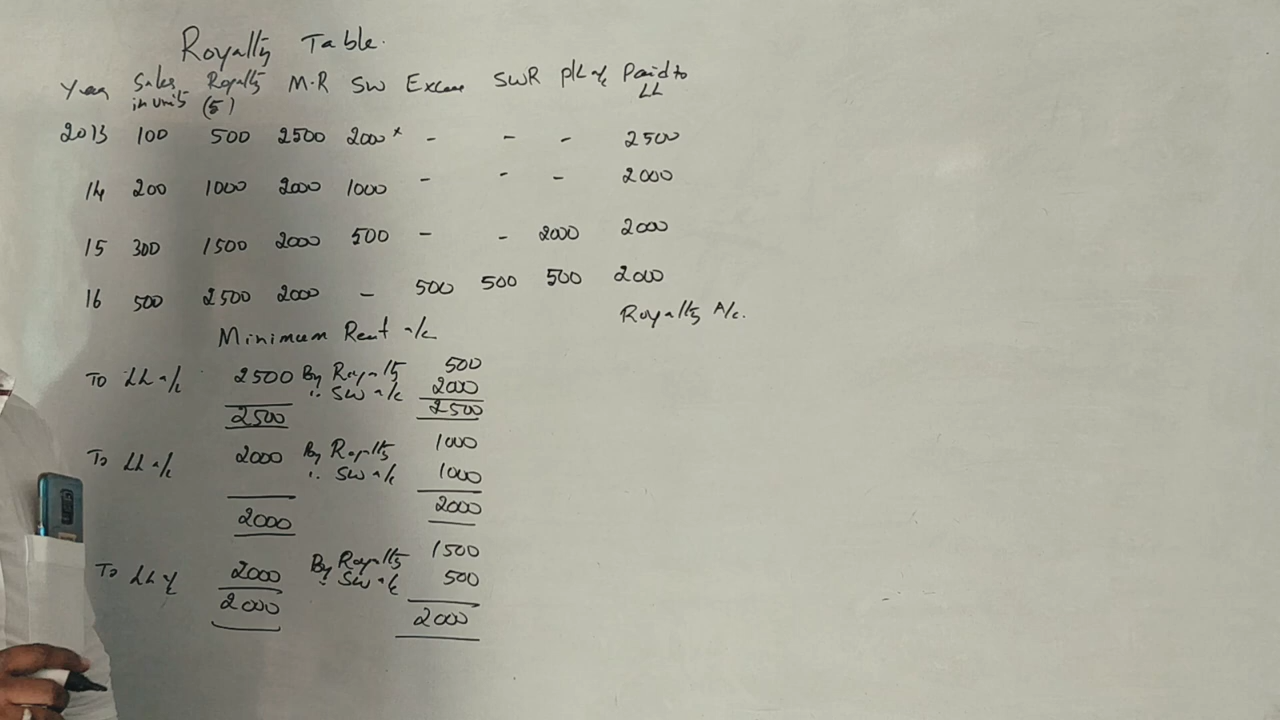 Royalty Table.
Year Sales in units Royalty (5) M.R SW Excess SWR P/L a/c Paid to LL
2013 100 500 2500 2000* - - - 2500
14 200 1000 2000 1000 - - - 2000
15 300 1500 2000 500 - - 2000 2000
16 500 2500 2000 - 500 500 500 2000
Royalty A/c.
Minimum Rent a/c
To LL a/c 2500 By Royalty 500
" SW a/c 2000
2500 2500
To LL a/c 2000 By Royalty 1000
" SW a/c 1000
2000 2000
To LL a/c 2000 By Royalty 1500
" SW a/c 500
2000 2000